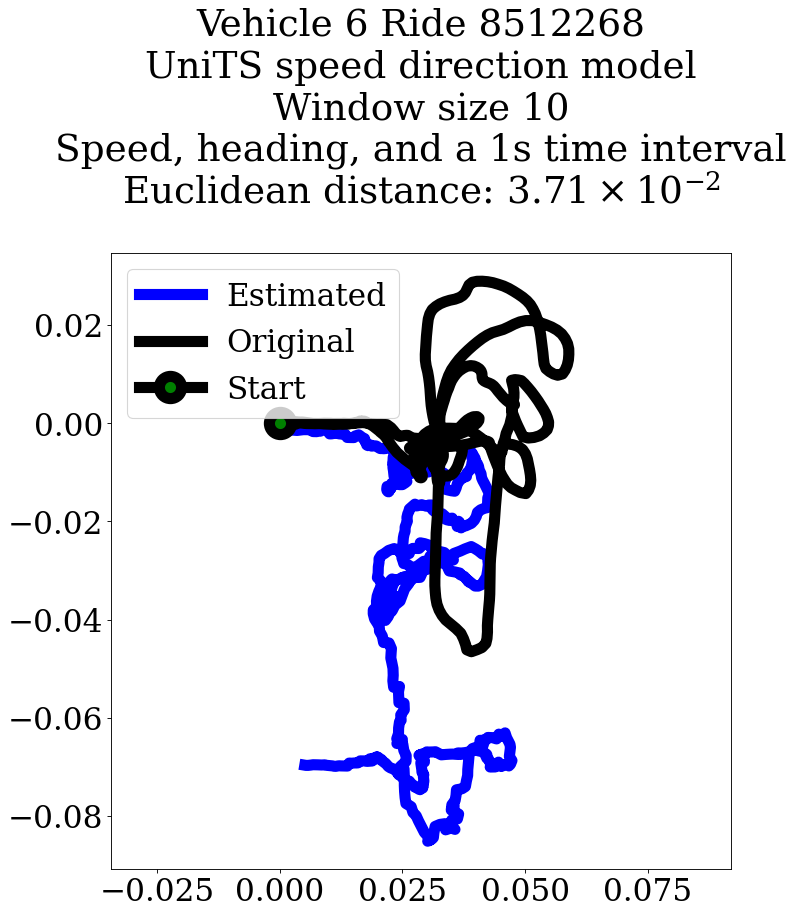 Vehicle 6 Ride 8512268
UniTS speed direction model
Window size 10
Speed, heading, and a 1s time interval
Euclidean distance: 3.71 × 10⁻²
Estimated
Original
Start
0.02
0.00
−0.02
−0.04
−0.06
−0.08
−0.025 0.000 0.025 0.050 0.075